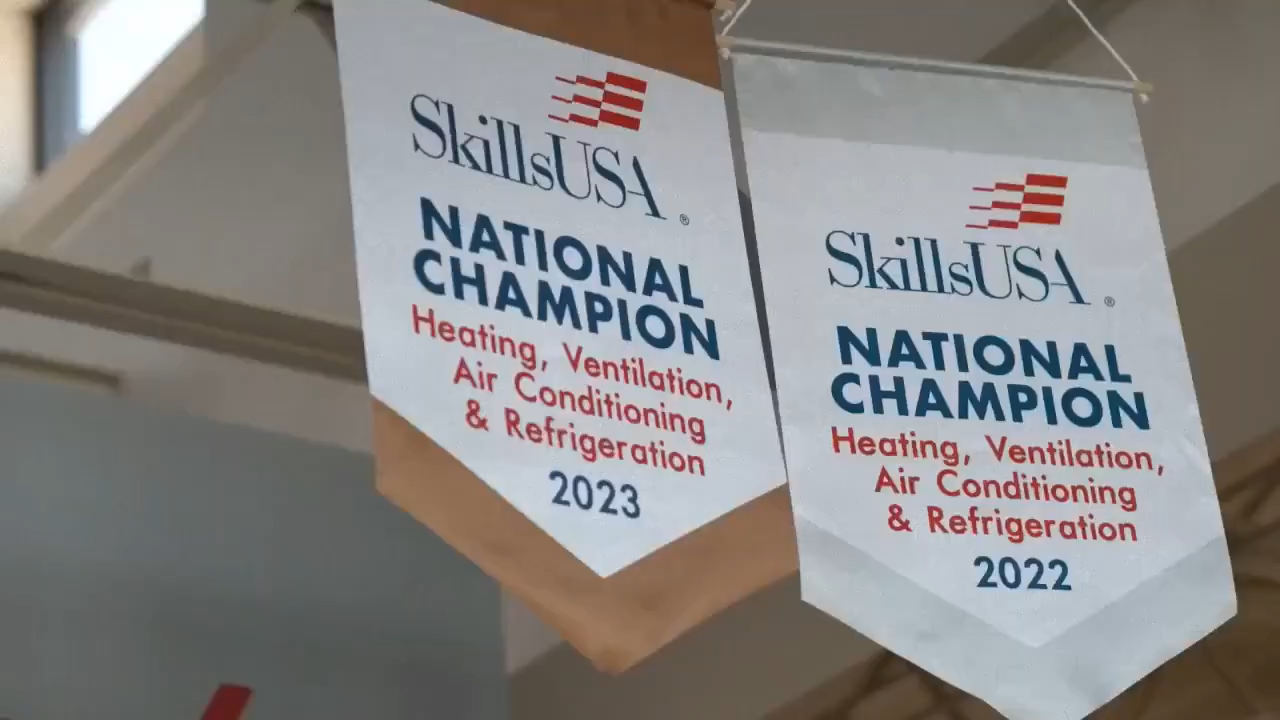 SkillsUSA ®
NATIONAL
CHAMPION
Heating, Ventilation,
Air Conditioning
& Refrigeration
2023
SkillsUSA ®
NATIONAL
CHAMPION
Heating, Ventilation,
Air Conditioning
& Refrigeration
2022